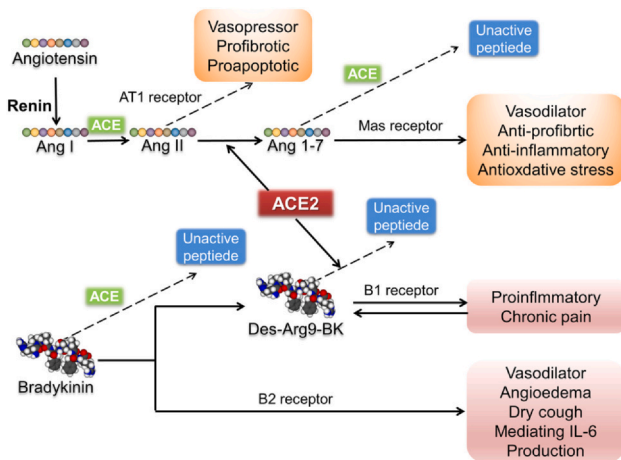 Angiotensin
Renin
Ang I
ACE
Ang II
AT1 receptor
Vasopressor
Profibrotic
Proapoptotic
Ang 1-7
ACE
Unactive
peptiede
Mas receptor
Vasodilator
Anti-profibrtic
Anti-inflammatory
Antioxdative stress
ACE2
Unactive
peptiede
Unactive
peptiede
ACE
Bradykinin
Des-Arg9-BK
B1 receptor
Proinflmmatory
Chronic pain
B2 receptor
Vasodilator
Angioedema
Dry cough
Mediating IL-6
Production